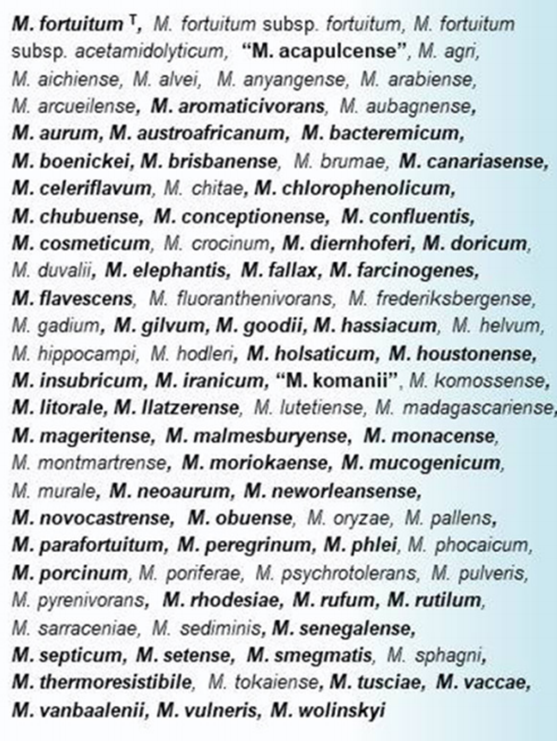 M. fortuitum T, M. fortuitum subsp. fortuitum, M. fortuitum
subsp. acetamidolyticum, “M. acapulcense”, M. agri,
M. aichiense, M. alvei, M. anyangense, M. arabiense,
M. arcueilense, M. aromaticivorans, M. aubagnense,
M. aurum, M. austroafricanum, M. bacteremicum,
M. boenickei, M. brisbanense, M. brumae, M. canariasense,
M. celeriflavum, M. chitae, M. chlorophenolicum,
M. chubuense, M. conceptionense, M. confluentis,
M. cosmeticum, M. crocinum, M. diernhoferi, M. doricum,
M. duvalii, M. elephantis, M. fallax, M. farcinogenes,
M. flavescens, M. fluoranthenivorans, M. frederiksbergense,
M. gadium, M. gilvum, M. goodii, M. hassiacum, M. helvum,
M. hippocampi, M. hodleri, M. holsaticum, M. houstonense,
M. insubricum, M. iranicum, “M. komanii”, M. komossense,
M. litorale, M. llatzerense, M. lutetiense, M. madagascariense,
M. mageritense, M. malmesburyense, M. monacense,
M. montmartrense, M. moriokaense, M. mucogenicum,
M. murale, M. neoaurum, M. neworleansense,
M. novocastrense, M. obuense, M. oryzae, M. pallens,
M. parafortuitum, M. peregrinum, M. phlei, M. phocaicum,
M. porcinum, M. poriferae, M. psychrotolerans, M. pulveris,
M. pyrenivorans, M. rhodesiae, M. rufum, M. rutilum,
M. sarraceniae, M. sediminis, M. senegalense,
M. septicum, M. setense, M. smegmatis, M. sphagni,
M. thermoresistibile, M. tokaiense, M. tusciae, M. vaccae,
M. vanbaalenii, M. vulneris, M. wolinskyi